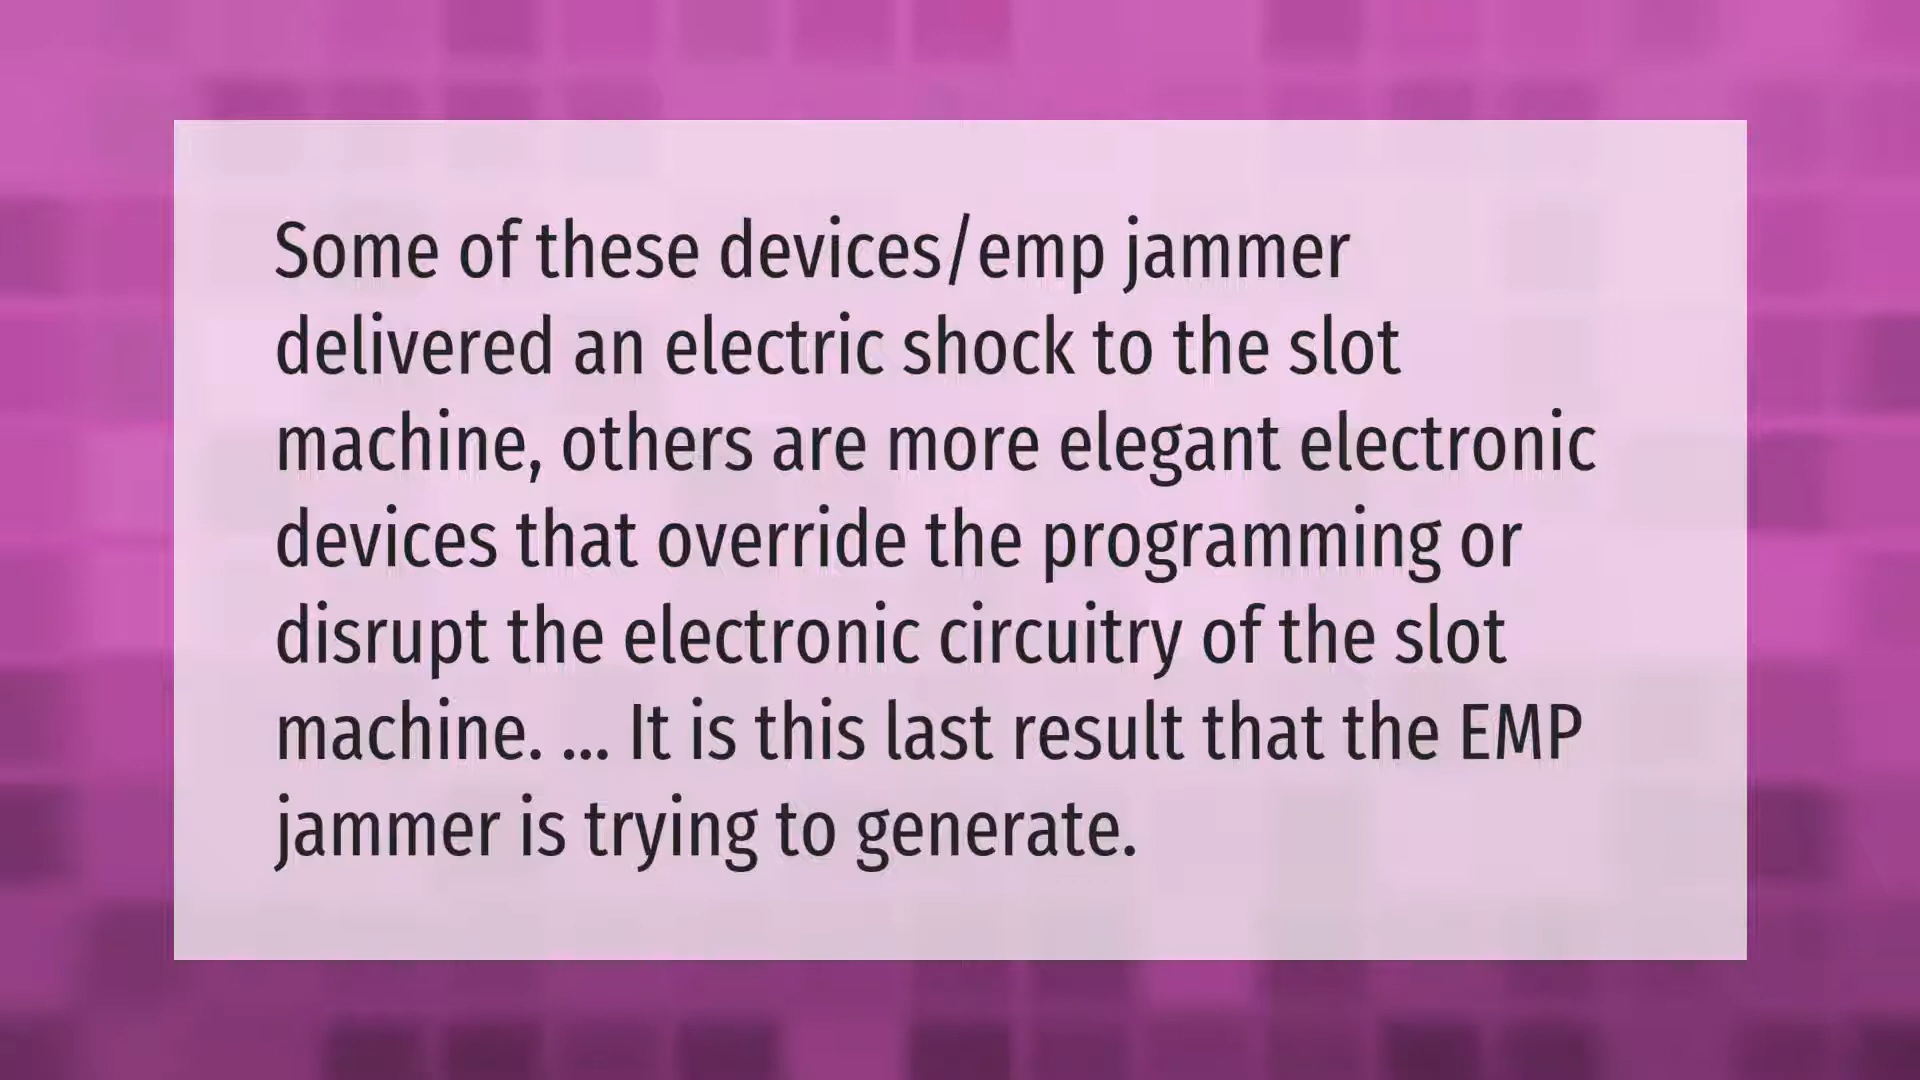 Some of these devices/emp jammer
delivered an electric shock to the slot
machine, others are more elegant electronic
devices that override the programming or
disrupt the electronic circuitry of the slot
machine. ... It is this last result that the EMP
jammer is trying to generate.